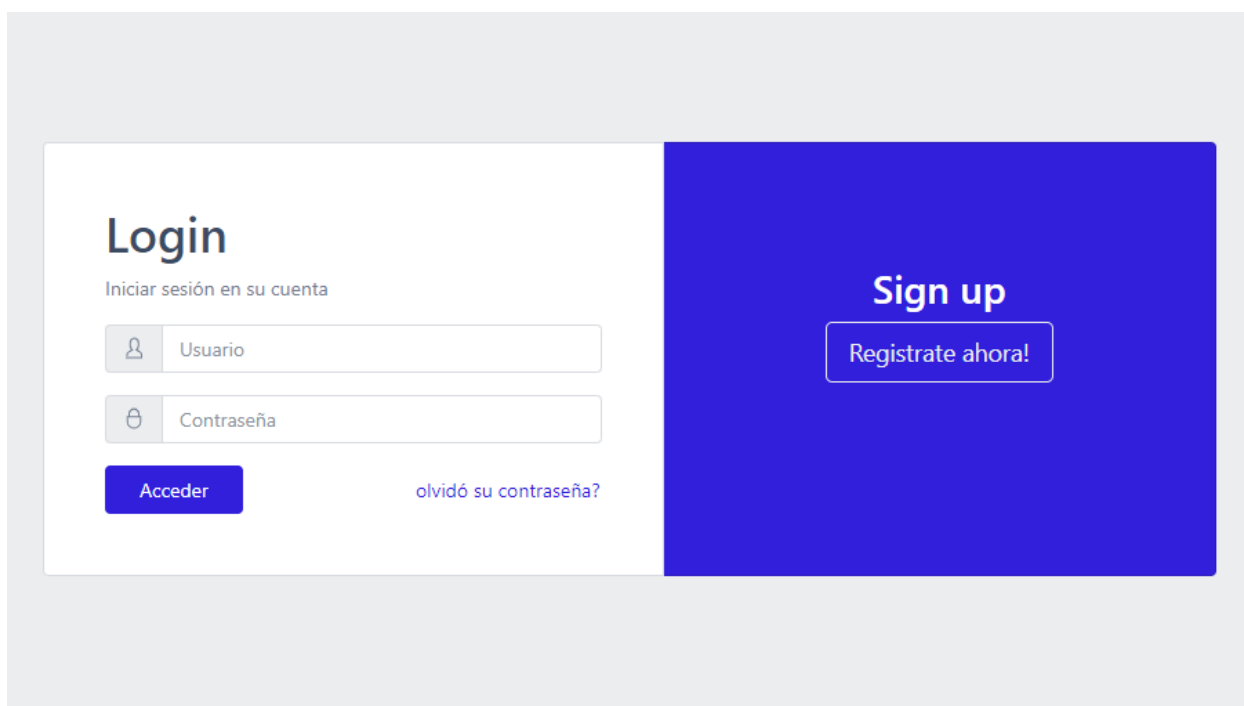 Login
Iniciar sesión en su cuenta
Usuario
Contraseña
Acceder
olvidó su contraseña?
Sign up
Registrate ahora!